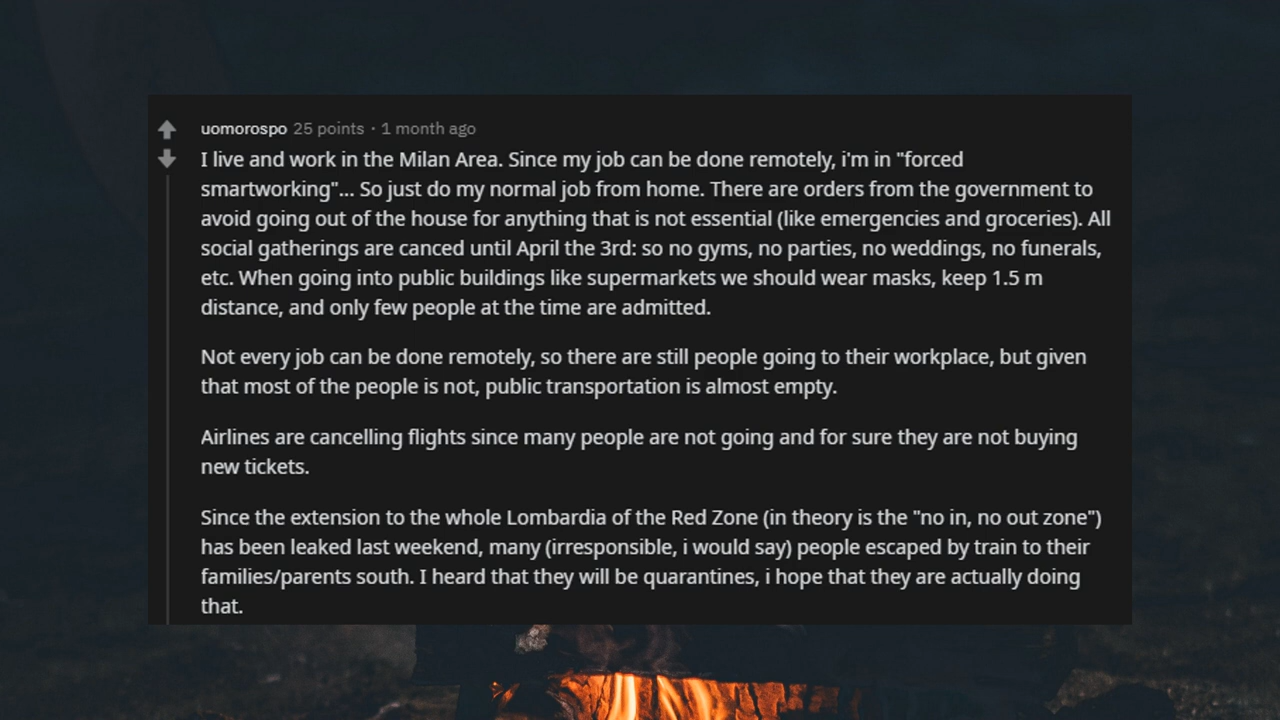 uomorospo 25 points · 1 month ago
I live and work in the Milan Area. Since my job can be done remotely, i'm in "forced
smartworking"... So just do my normal job from home. There are orders from the government to
avoid going out of the house for anything that is not essential (like emergencies and groceries). All
social gatherings are canced until April the 3rd: so no gyms, no parties, no weddings, no funerals,
etc. When going into public buildings like supermarkets we should wear masks, keep 1.5 m
distance, and only few people at the time are admitted.
Not every job can be done remotely, so there are still people going to their workplace, but given
that most of the people is not, public transportation is almost empty.
Airlines are cancelling flights since many people are not going and for sure they are not buying
new tickets.
Since the extension to the whole Lombardia of the Red Zone (in theory is the "no in, no out zone")
has been leaked last weekend, many (irresponsible, i would say) people escaped by train to their
families/parents south. I heard that they will be quarantines, i hope that they are actually doing
that.